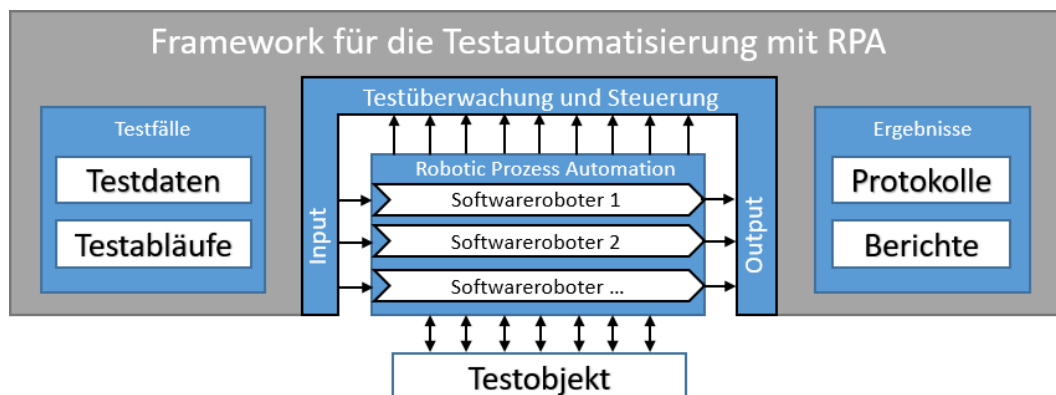 Framework für die Testautomatisierung mit RPA
Testüberwachung und Steuerung
Testfälle
Testdaten
Testabläufe
Input
Robotic Prozess Automation
Softwareroboter 1
Softwareroboter 2
Softwareroboter ...
Output
Ergebnisse
Protokolle
Berichte
Testobjekt